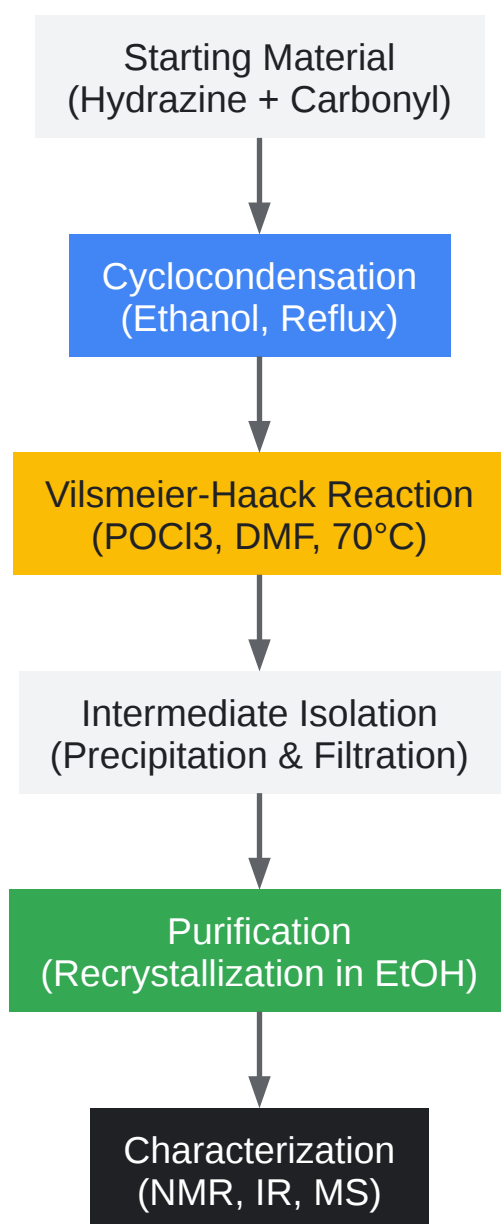 Starting Material
(Hydrazine + Carbonyl)
Cyclocondensation
(Ethanol, Reflux)
Vilsmeier-Haack Reaction
(POCl3, DMF, 70°C)
Intermediate Isolation
(Precipitation & Filtration)
Purification
(Recrystallization in EtOH)
Characterization
(NMR, IR, MS)